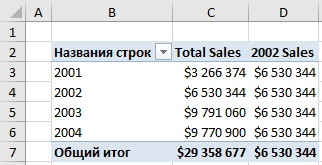 A B C D
1
2 Названия строк Total Sales 2002 Sales
3 2001 $3 266 374 $6 530 344
4 2002 $6 530 344 $6 530 344
5 2003 $9 791 060 $6 530 344
6 2004 $9 770 900 $6 530 344
7 Общий итог $29 358 677 $6 530 344